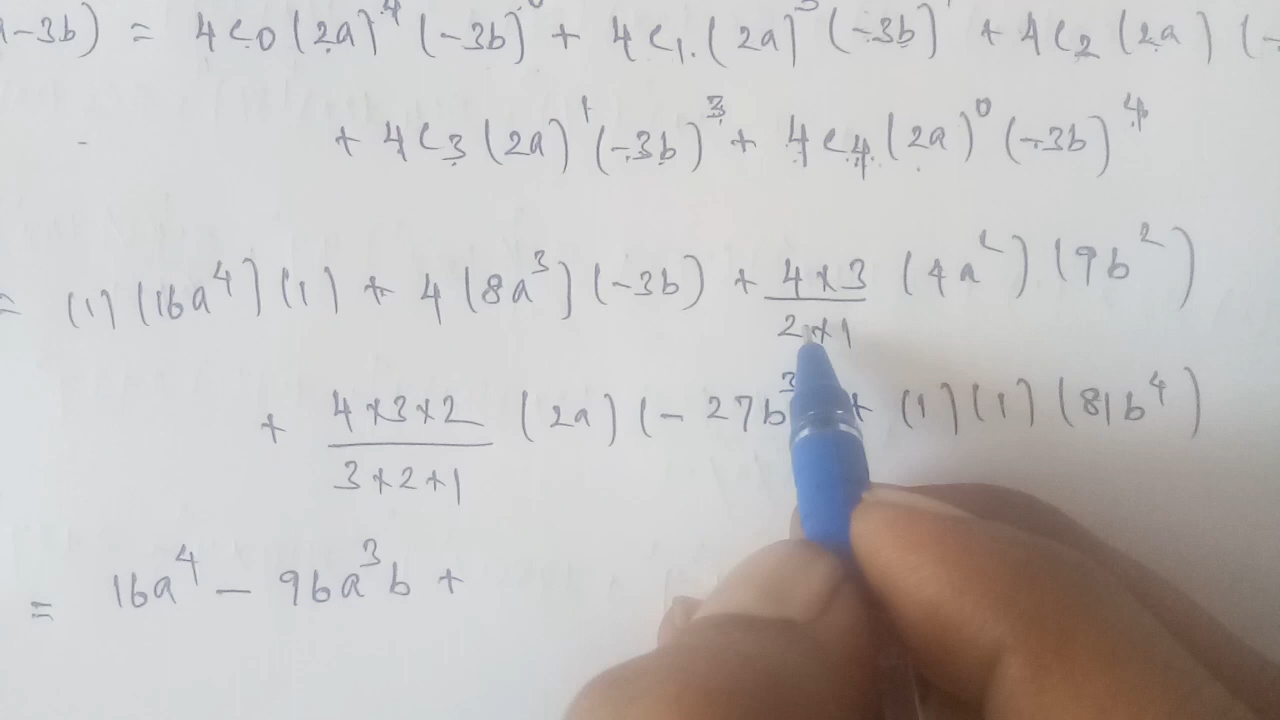 a-3b) = 4C0 (2a)^4 (-3b)^0 + 4C1 (2a)^3 (-3b)^1 + 4C2 (2a) (-
+ 4C3 (2a)^1 (-3b)^3 + 4C4 (2a)^0 (-3b)^4
= (1) (16a^4) (1) + 4 (8a^3) (-3b) + 4×3 (4a^2) (9b^2)
2×1
+ 4×3×2 (2a) (-27b^3 + (1) (1) (81b^4)
3×2×1
= 16a^4 - 96a^3b +